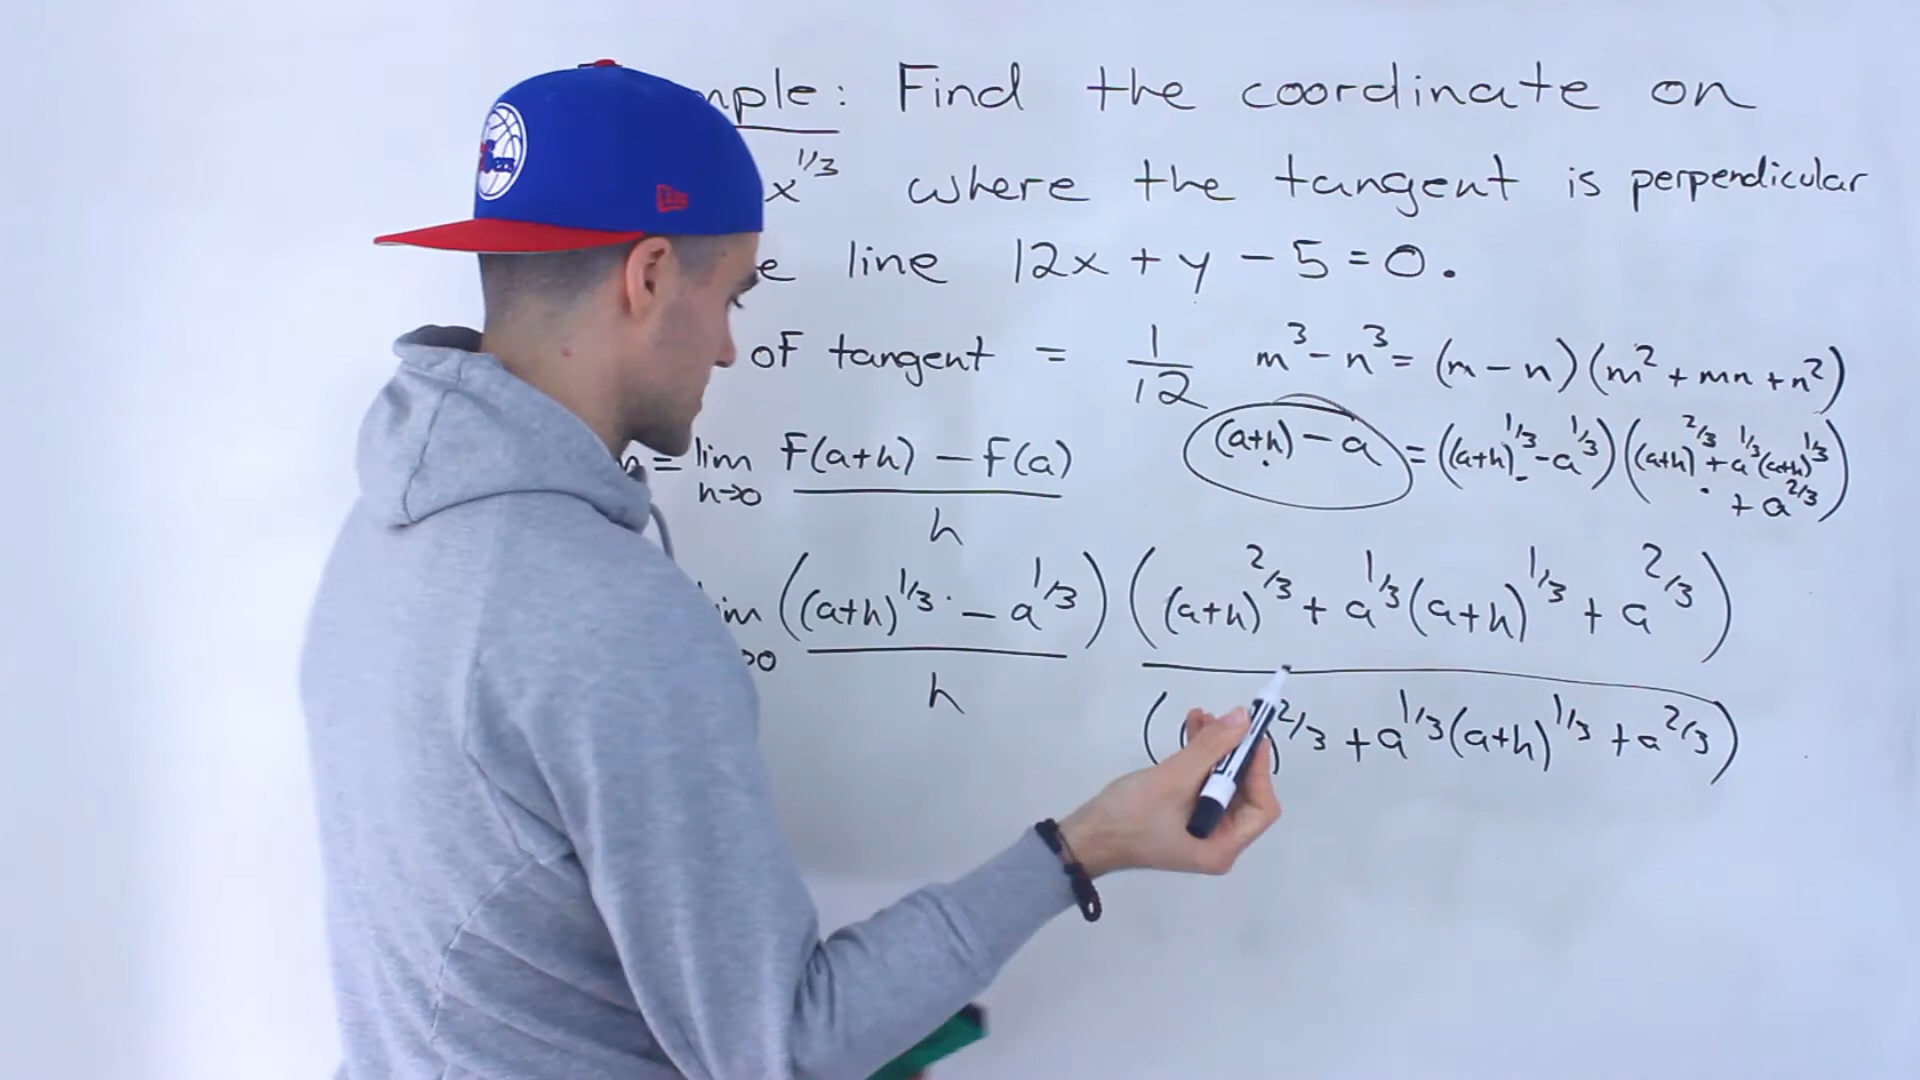 mple: Find the coordinate on
x^1/3 where the tangent is perpendicular
e line 12x + y - 5 = 0.
of tangent = 1/12 m³ - n³ = (m - n)(m² + mn + n²)
(a+h) - a = ((a+h)^1/3 - a^1/3)((a+h)^2/3 + a^1/3(a+h)^1/3 + a^2/3)
m = lim h→0 F(a+h) - F(a) / h
im →0 ((a+h)^1/3 - a^1/3) / h ((a+h)^2/3 + a^1/3(a+h)^1/3 + a^2/3) / (( )^2/3 + a^1/3(a+h)^1/3 + a^2/3)